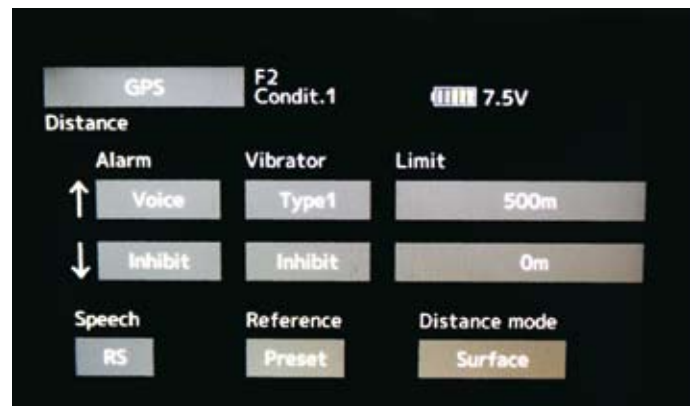 GPS
F2
Condit.1
7.5V
Distance
Alarm Vibrator Limit
↑ Voice Type1 500m
↓ Inhibit Inhibit 0m
Speech Reference Distance mode
RS Preset Surface